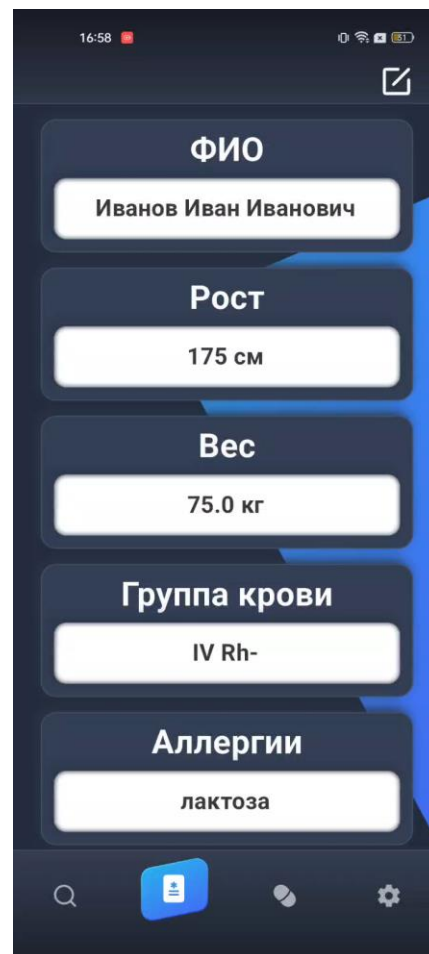 16:58
51
ФИО
Иванов Иван Иванович
Рост
175 см
Вес
75.0 кг
Группа крови
IV Rh-
Аллергии
лактоза